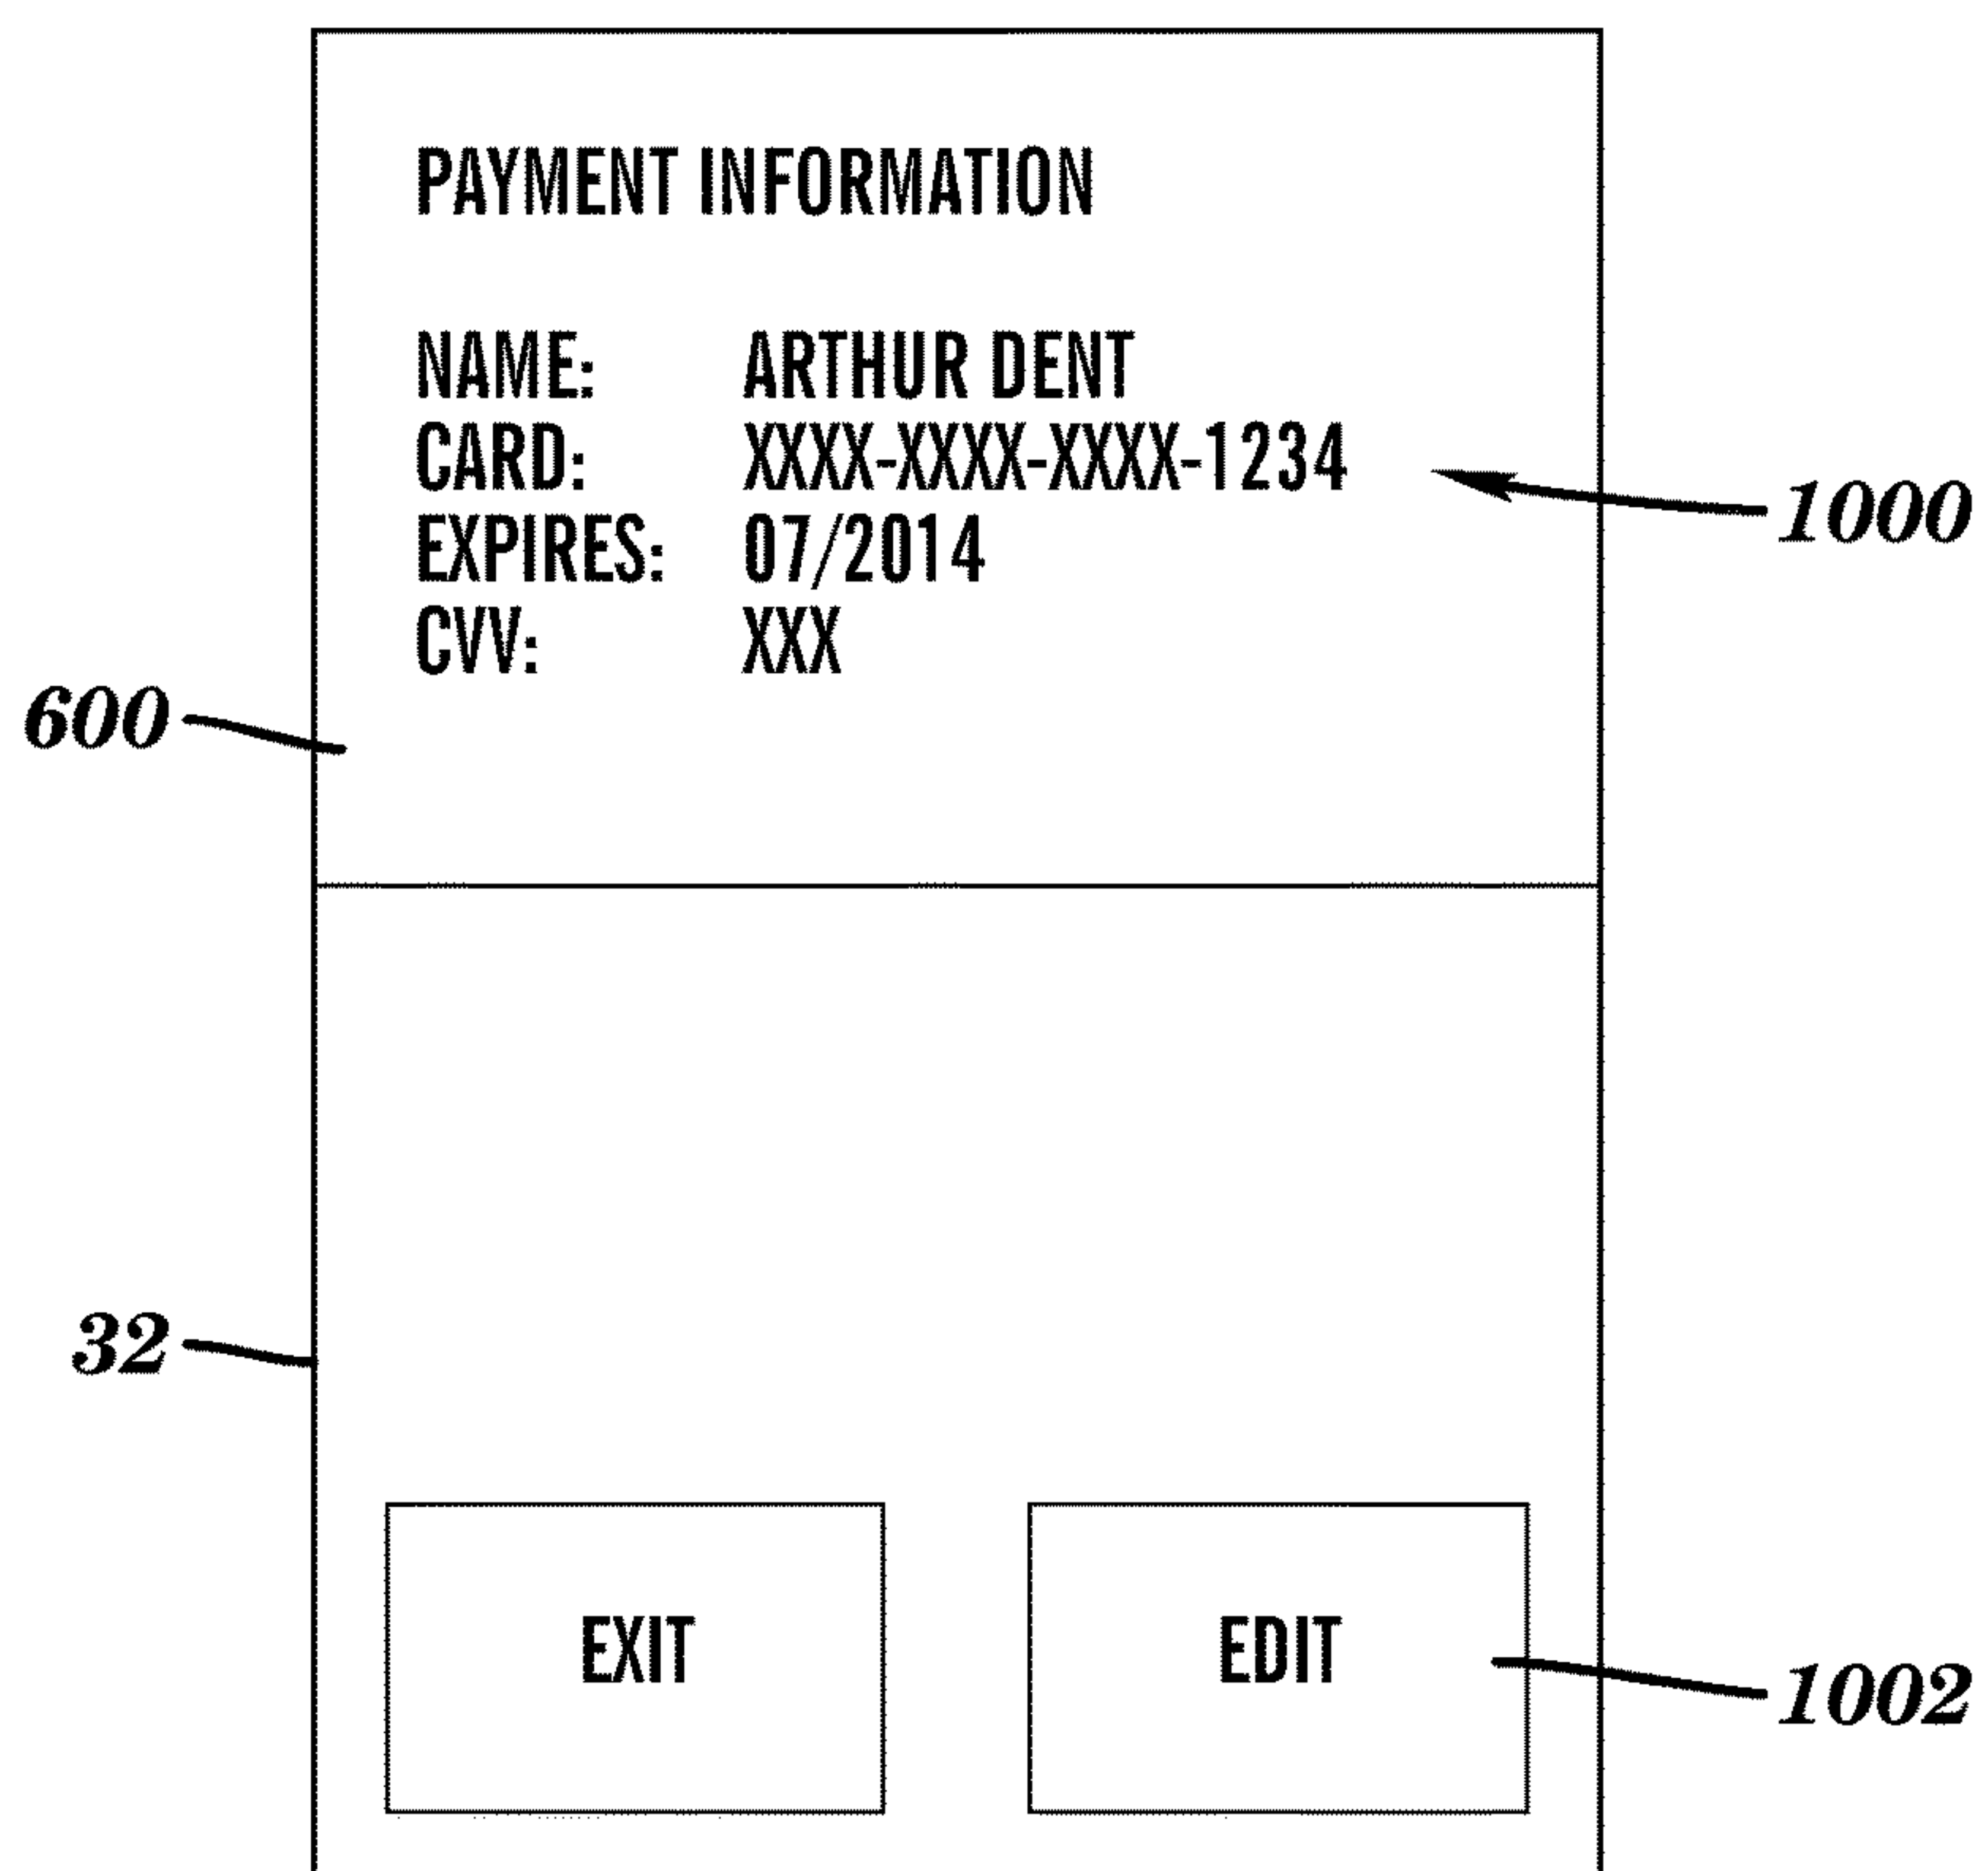 PAYMENT INFORMATION
NAME: ARTHUR DENT
CARD: XXXX-XXXX-XXXX-1234
1000
EXPIRES: 07/2014
CVV: XXX
600
32
EXIT EDIT
1002